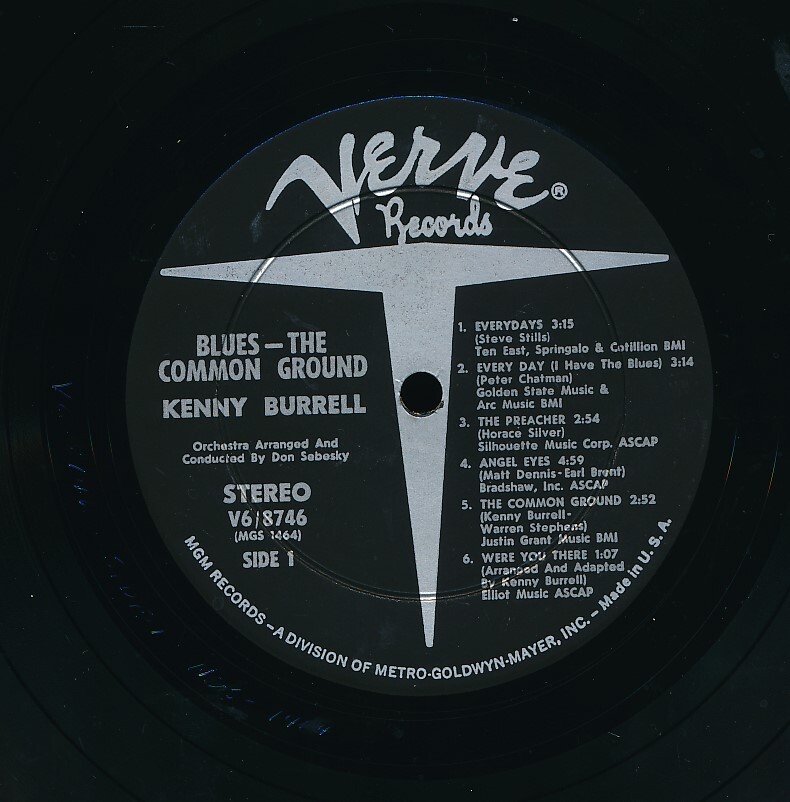 Verve®
Records
BLUES—THE
COMMON GROUND
KENNY BURRELL
Orchestra Arranged And
Conducted By Don Sebesky
STEREO
V6/8746
(MGS 1464)
SIDE 1
1. EVERYDAYS 3:15
(Steve Stills)
Ten East, Springalo & Cotillion BMI
2. EVERY DAY (I Have The Blues) 3:14
(Peter Chatman)
Golden State Music &
Arc Music BMI
3. THE PREACHER 2:54
(Horace Silver)
Silhouette Music Corp. ASCAP
4. ANGEL EYES 4:59
(Matt Dennis-Earl Brent)
Bradshaw, Inc. ASCAP
5. THE COMMON GROUND 2:52
(Kenny Burrell-
Warren Stephens)
Justin Grant Music BMI
6. WERE YOU THERE 1:07
(Arranged And Adapted
By Kenny Burrell)
Elliot Music ASCAP
MGM RECORDS—A DIVISION OF METRO-GOLDWYN-MAYER, INC.—Made in U.S.A.